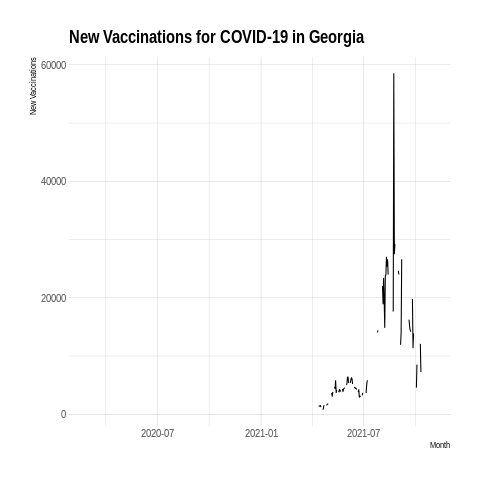 New Vaccinations for COVID-19 in Georgia
New Vaccinations
60000
40000
20000
0
2020-07
2021-01
2021-07
Month